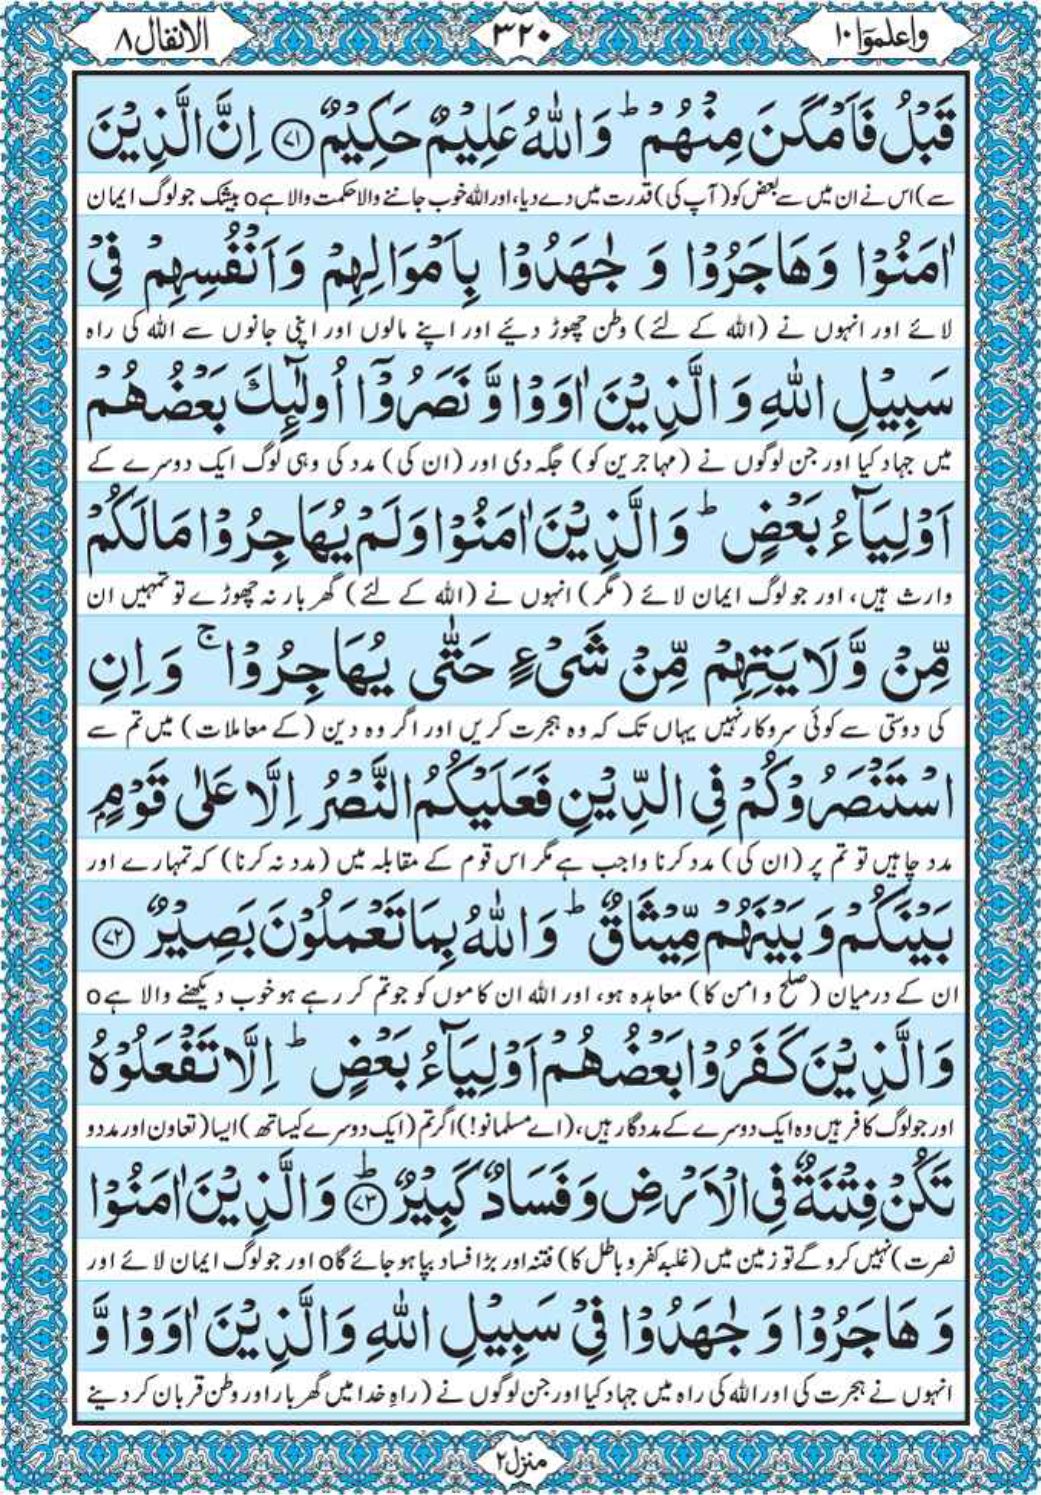 واعلموٓا ١٠
٣٢٠
الانفال ٨
قَبۡلُ فَاَمۡكَنَ مِنۡهُمۡ ؕ وَاللّٰهُ عَلِيۡمٌ حَكِيۡمٌ ﴿۷۱﴾ اِنَّ الَّذِيۡنَ
سے) اس نے ان میں سے بعض کو (آپ کی) قدرت میں دے دیا، اور اللہ خوب جاننے والا حکمت والا ہےo بیشک جو لوگ ایمان
اٰمَنُوۡا وَهَاجَرُوۡا وَ جٰهَدُوۡا بِاَمۡوَالِهِمۡ وَاَنۡفُسِهِمۡ فِىۡ
لائے اور انہوں نے (اللہ کے لئے) وطن چھوڑ دیئے اور اپنے مالوں اور اپنی جانوں سے اللہ کی راہ
سَبِيۡلِ اللّٰهِ وَ الَّذِيۡنَ اٰوَوۡا وَّ نَصَرُوۡۤا اُولٰٓئِكَ بَعۡضُهُمۡ
میں جہاد کیا اور جن لوگوں نے (مہاجرین کو) جگہ دی اور (ان کی) مدد کی وہی لوگ ایک دوسرے کے
اَوۡلِيَآءُ بَعۡضٍ ؕ وَ الَّذِيۡنَ اٰمَنُوۡا وَلَمۡ يُهَاجِرُوۡا مَا لَكُمۡ
وارث ہیں، اور جو لوگ ایمان لائے (مگر) انہوں نے (اللہ کے لئے) گھر بار نہ چھوڑے تو تمہیں ان
مِّنۡ وَّلَايَتِهِمۡ مِّنۡ شَىۡءٍ حَتّٰى يُهَاجِرُوۡا ۚ وَ اِنِ
کی دوستی سے کوئی سروکار نہیں یہاں تک کہ وہ ہجرت کریں اور اگر وہ دین (کے معاملات) میں تم سے
اسۡتَنۡصَرُوۡكُمۡ فِى الدِّيۡنِ فَعَلَيۡكُمُ النَّصۡرُ اِلَّا عَلٰى قَوۡمٍۭ
مدد چاہیں تو تم پر (ان کی) مدد کرنا واجب ہے مگر اس قوم کے مقابلہ میں (مدد نہ کرنا) کہ تمہارے اور
بَيۡنَكُمۡ وَ بَيۡنَهُمۡ مِّيۡثَاقٌ ؕ وَ اللّٰهُ بِمَا تَعۡمَلُوۡنَ بَصِيۡرٌ ﴿۷۲﴾
ان کے درمیان (صلح و امن کا) معاہدہ ہو، اور اللہ ان کاموں کو جو تم کر رہے ہو خوب دیکھنے والا ہےo
وَ الَّذِيۡنَ كَفَرُوۡا بَعۡضُهُمۡ اَوۡلِيَآءُ بَعۡضٍ ؕ اِلَّا تَفۡعَلُوۡهُ
اور جو لوگ کافر ہیں وہ ایک دوسرے کے مددگار ہیں، (اے مسلمانو!) اگر تم (ایک دوسرے کیساتھ) ایسا (تعاون اور مدد و
تَكُنۡ فِتۡنَةٌ فِى الۡاَرۡضِ وَ فَسَادٌ كَبِيۡرٌ ؕ﴿۷۳﴾ وَ الَّذِيۡنَ اٰمَنُوۡا
نصرت) نہیں کرو گے تو زمین میں (غلبۂ کفر و باطل کا) فتنہ اور بڑا فساد بپا ہو جائے گاo اور جو لوگ ایمان لائے اور
وَ هَاجَرُوۡا وَ جٰهَدُوۡا فِىۡ سَبِيۡلِ اللّٰهِ وَ الَّذِيۡنَ اٰوَوۡا وَّ
انہوں نے ہجرت کی اور اللہ کی راہ میں جہاد کیا اور جن لوگوں نے (راہِ خدا میں گھر بار اور وطن قربان کر دینے
منزل ٢